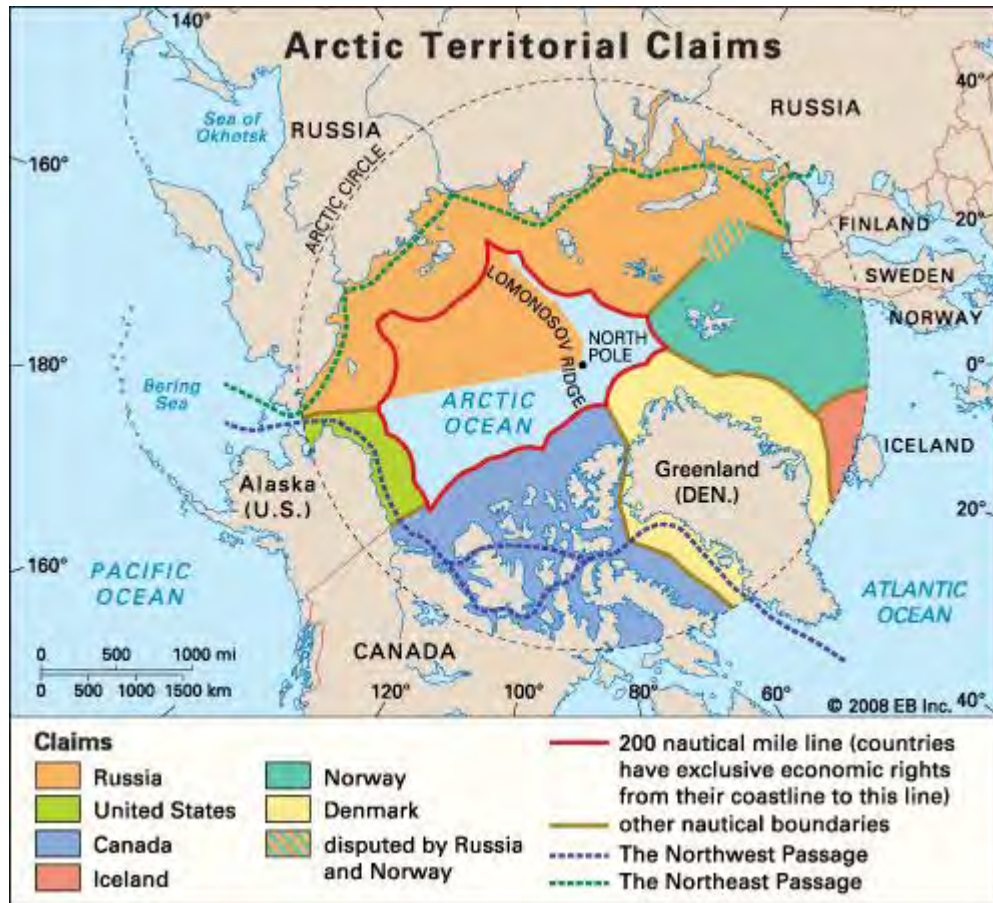 Arctic Territorial Claims
140°
40°
Sea of
Okhotsk
RUSSIA
RUSSIA
160°
ARCTIC CIRCLE
FINLAND
20°
SWEDEN
LOMONOSOV RIDGE
NORWAY
NORTH
POLE
180°
0°
Bering
Sea
ARCTIC
OCEAN
ICELAND
Greenland
(DEN.)
Alaska
(U.S.)
20°
160°
PACIFIC
OCEAN
ATLANTIC
OCEAN
CANADA
0 500 1000 mi
0 500 1000 1500 km
120°
100°
80°
60°
40°
© 2008 EB Inc.
Claims
Russia
United States
Canada
Iceland
Norway
Denmark
disputed by Russia
and Norway
200 nautical mile line (countries
have exclusive economic rights
from their coastline to this line)
other nautical boundaries
The Northwest Passage
The Northeast Passage